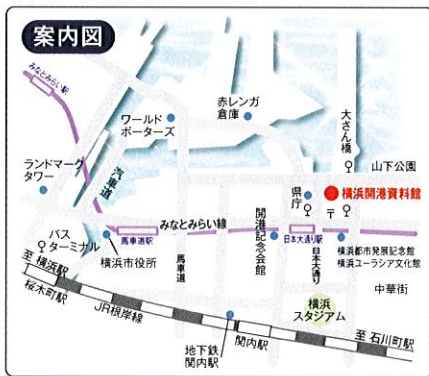 案内図
みなとみらい駅
ワールド
ポーターズ
赤レンガ
倉庫
大さん橋
山下公園
ランドマーク
タワー
汽車道
県庁
横浜開港資料館
〒
みなとみらい線
開港記念会館
バス
ターミナル
馬車道駅
日本大通り駅
横浜市役所
馬車道
日本大通り
横浜都市発展記念館
横浜ユーラシア文化館
至 横浜駅
桜木町駅
中華街
JR根岸線
横浜
スタジアム
至 石川町駅
関内駅
地下鉄
関内駅